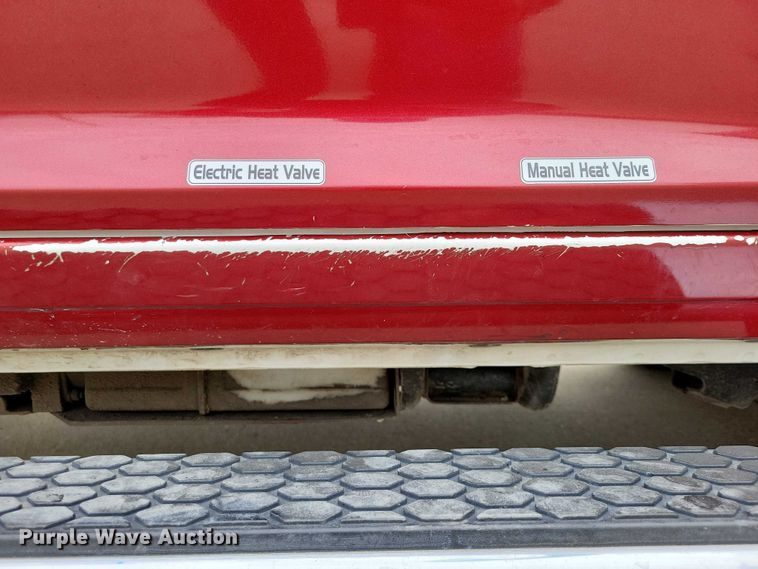 Electric Heat Valve
Manual Heat Valve
Purple Wave Auction